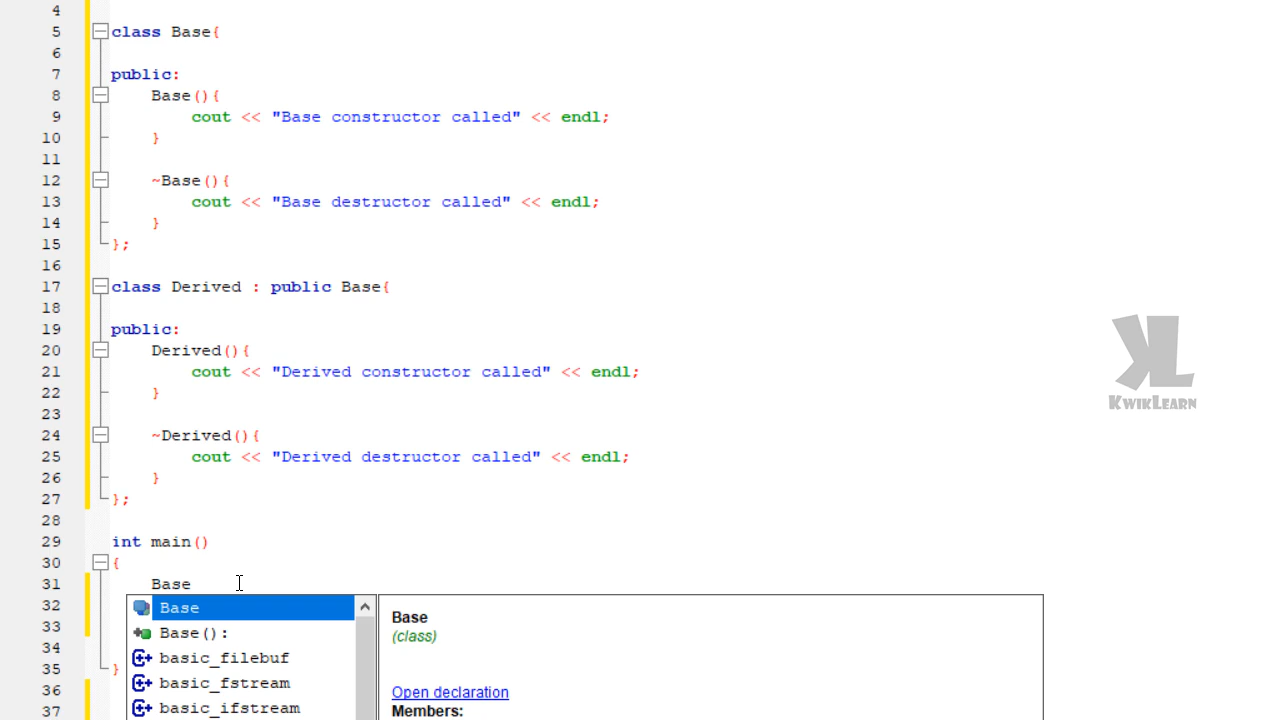 4
5 class Base{
6
7 public:
8 Base(){
9 cout << "Base constructor called" << endl;
10 }
11
12 ~Base(){
13 cout << "Base destructor called" << endl;
14 }
15 };
16
17 class Derived : public Base{
18
19 public:
20 Derived(){
21 cout << "Derived constructor called" << endl;
22 }
23
24 ~Derived(){
25 cout << "Derived destructor called" << endl;
26 }
27 };
28
29 int main()
30 {
31 Base
32
33
34
35 }
36
37
Base
Base():
basic_filebuf
basic_fstream
basic_ifstream
Base
(class)
Open declaration
Members:
KL
KwikLearn